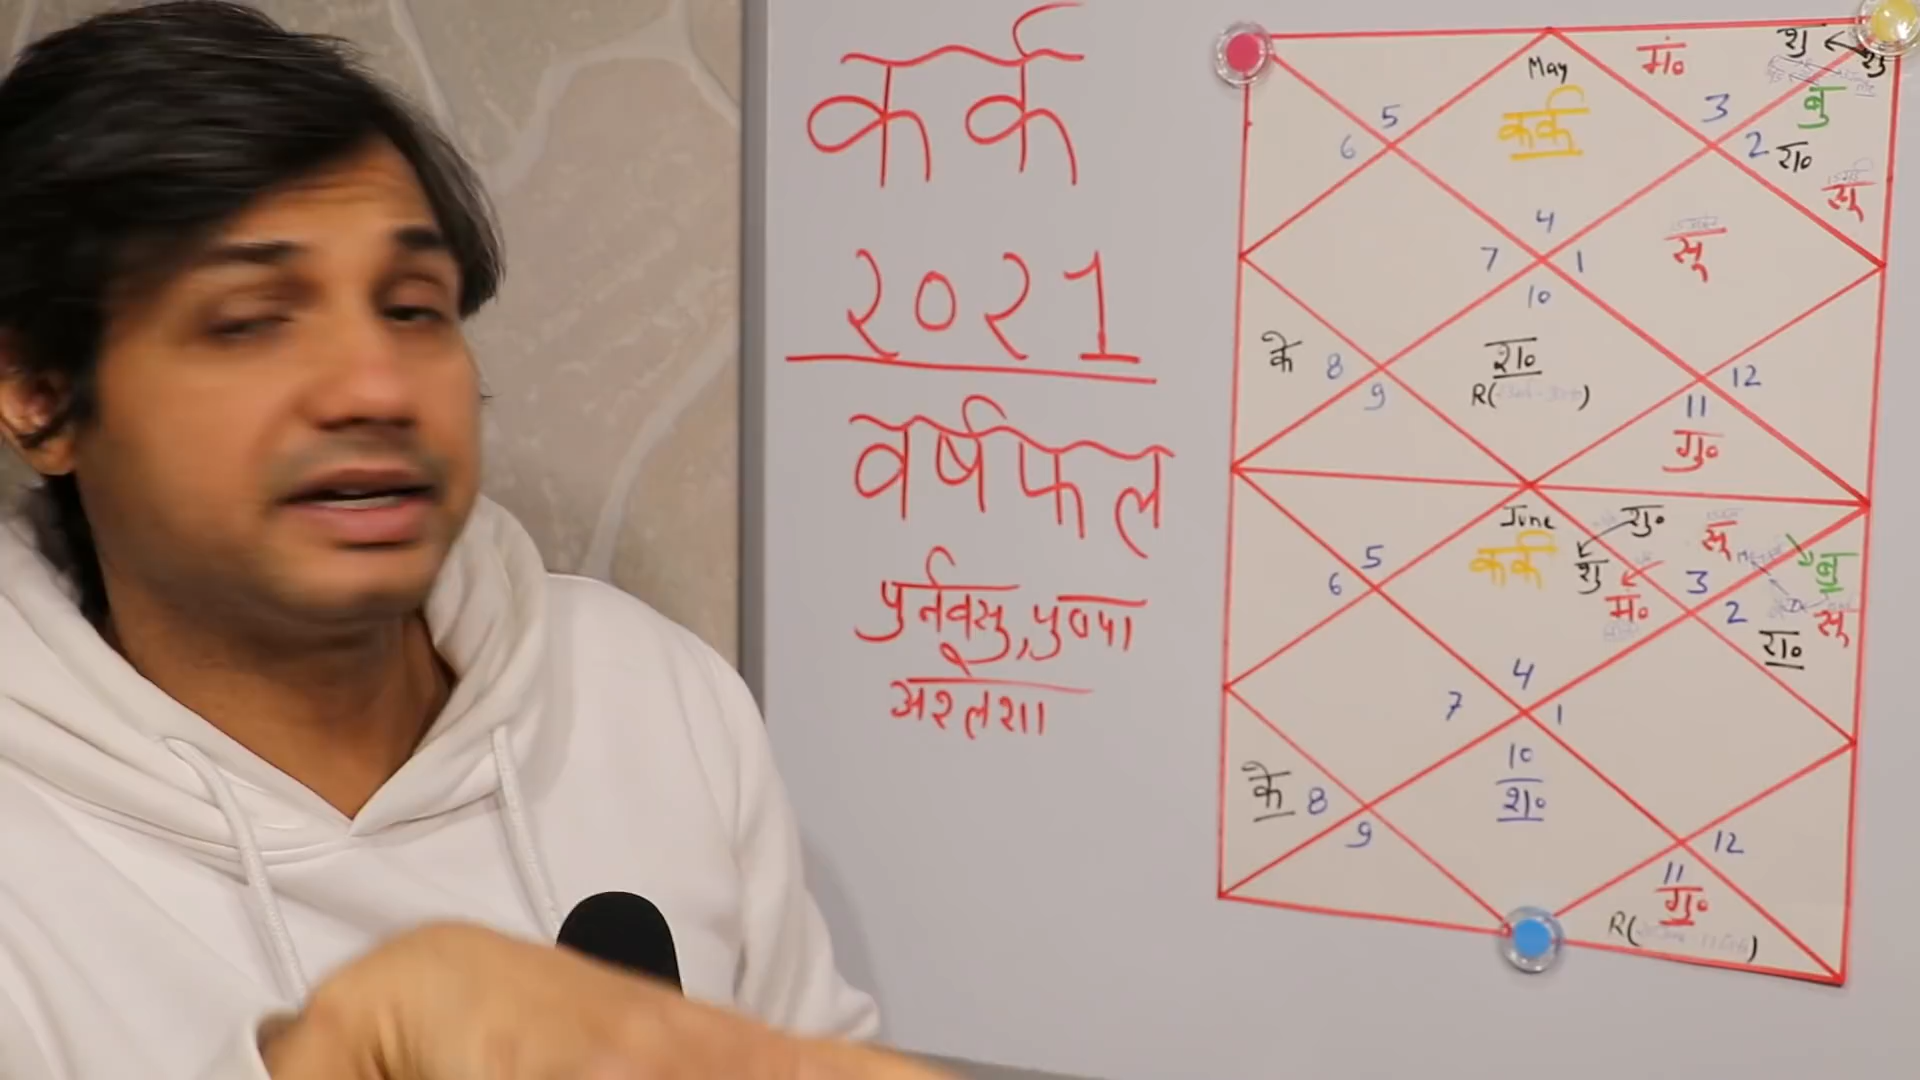 कर्क
२०२1
वर्षफल
पुर्नवसु, पुष्पा
अश्लेशा
May
कर्क
मं०
शु
शु
बु
5
6
3
2
रा०
सू
4
7
1
सू
10
के
8
9
श०
R(
)
12
11
गु०
June
कर्क
शु०
शु
मं०
सू
बु
5
6
3
2
सू
रा०
4
7
1
10
श०
के
8
9
12
11
गु०
R(
)